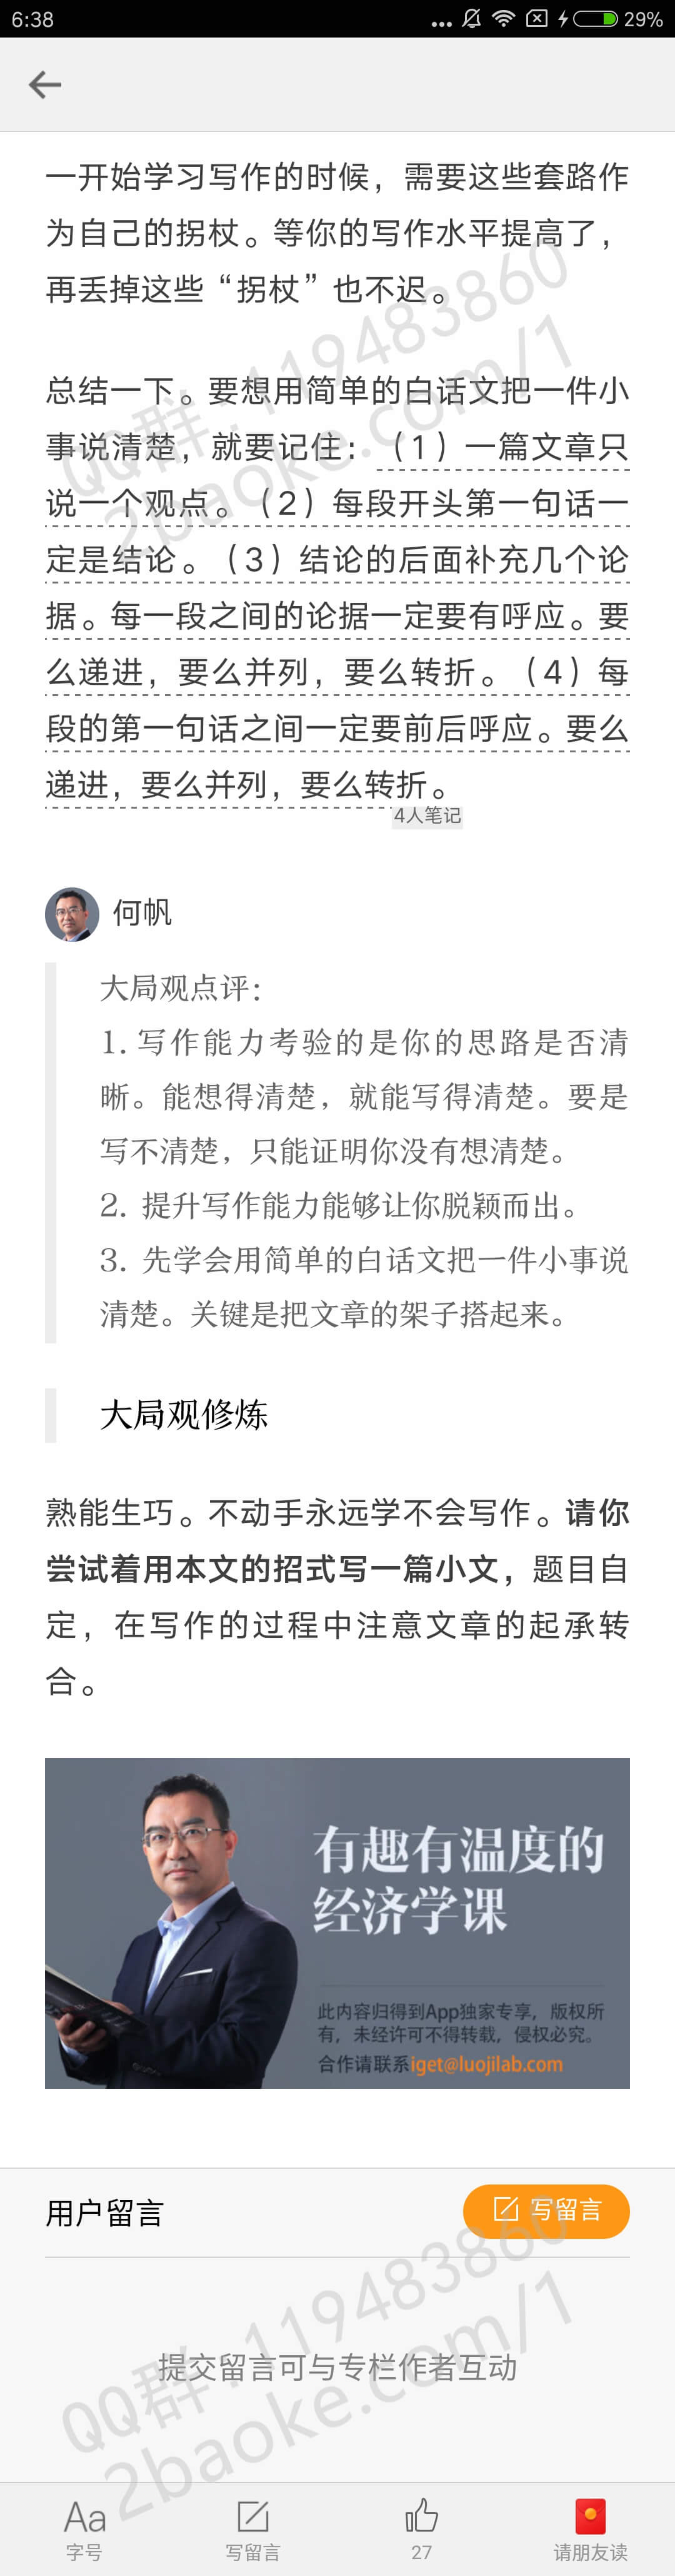 6:38
29%
一开始学习写作的时候，需要这些套路作
为自己的拐杖。等你的写作水平提高了，
再丢掉这些“拐杖”也不迟。
总结一下。要想用简单的白话文把一件小
事说清楚，就要记住：（1）一篇文章只
说一个观点。（2）每段开头第一句话一
定是结论。（3）结论的后面补充几个论
据。每一段之间的论据一定要有呼应。要
么递进，要么并列，要么转折。（4）每
段的第一句话之间一定要前后呼应。要么
递进，要么并列，要么转折。
4人笔记
QQ群：119483860
2baoke.com/1
何帆
大局观点评：
1. 写作能力考验的是你的思路是否清
晰。能想得清楚，就能写得清楚。要是
写不清楚，只能证明你没有想清楚。
2. 提升写作能力能够让你脱颖而出。
3. 先学会用简单的白话文把一件小事说
清楚。关键是把文章的架子搭起来。
大局观修炼
熟能生巧。不动手永远学不会写作。请你
尝试着用本文的招式写一篇小文，题目自
定，在写作的过程中注意文章的起承转
合。
有趣有温度的
经济学课
此内容归得到App独家专享，版权所
有，未经许可不得转载，侵权必究。
合作请联系iget@luojilab.com
用户留言
写留言
提交留言可与专栏作者互动
QQ群：119483860
2baoke.com/1
Aa
字号
写留言
27
请朋友读